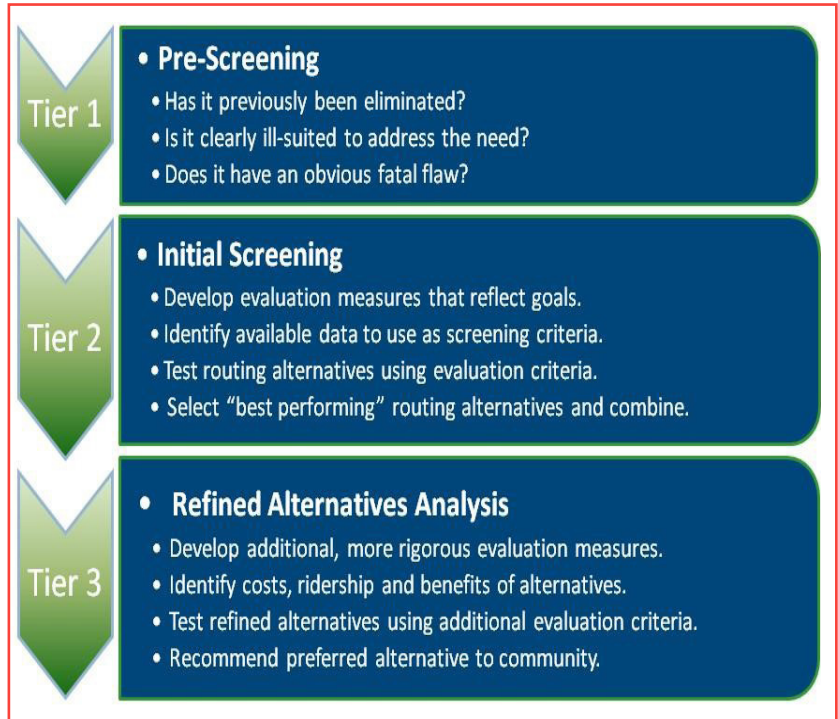 Tier 1
• Pre-Screening
• Has it previously been eliminated?
• Is it clearly ill-suited to address the need?
• Does it have an obvious fatal flaw?
Tier 2
• Initial Screening
• Develop evaluation measures that reflect goals.
• Identify available data to use as screening criteria.
• Test routing alternatives using evaluation criteria.
• Select “best performing” routing alternatives and combine.
Tier 3
• Refined Alternatives Analysis
• Develop additional, more rigorous evaluation measures.
• Identify costs, ridership and benefits of alternatives.
• Test refined alternatives using additional evaluation criteria.
• Recommend preferred alternative to community.